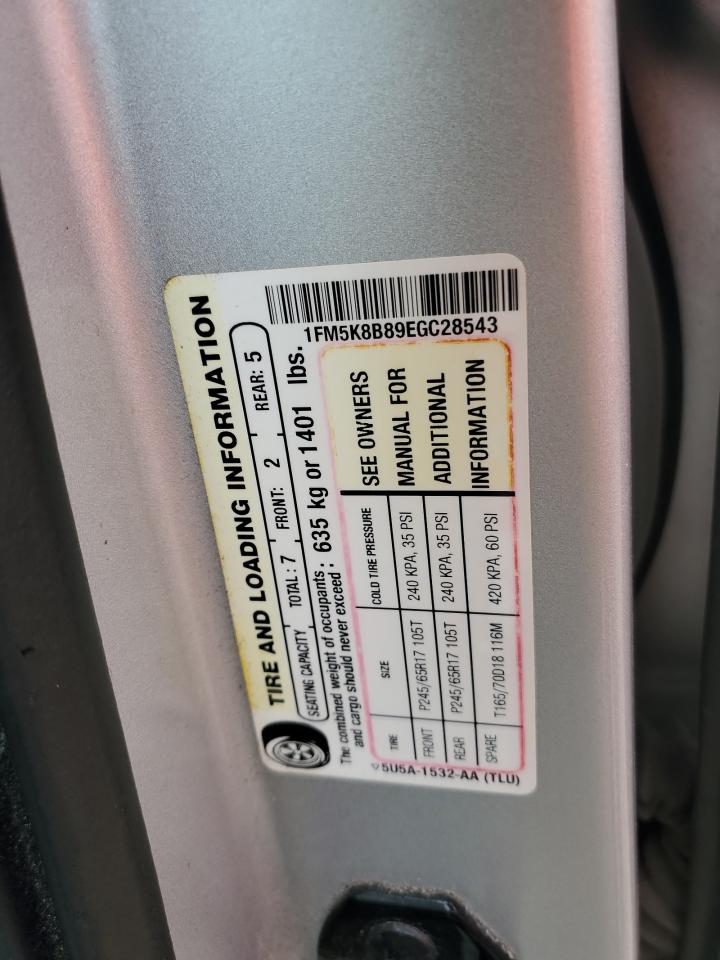 TIRE AND LOADING INFORMATION
SEATING CAPACITY TOTAL: 7 FRONT: 2 REAR: 5
The combined weight of occupants and cargo should never exceed: 635 kg or 1401 lbs.
1FM5K8B89EGC28543
TIRE SIZE COLD TIRE PRESSURE
FRONT P245/65R17 105T 240 KPA, 35 PSI
REAR P245/65R17 105T 240 KPA, 35 PSI
SPARE T165/70D18 116M 420 KPA, 60 PSI
SEE OWNERS
MANUAL FOR
ADDITIONAL
INFORMATION
5U5A-1532-AA (TLU)